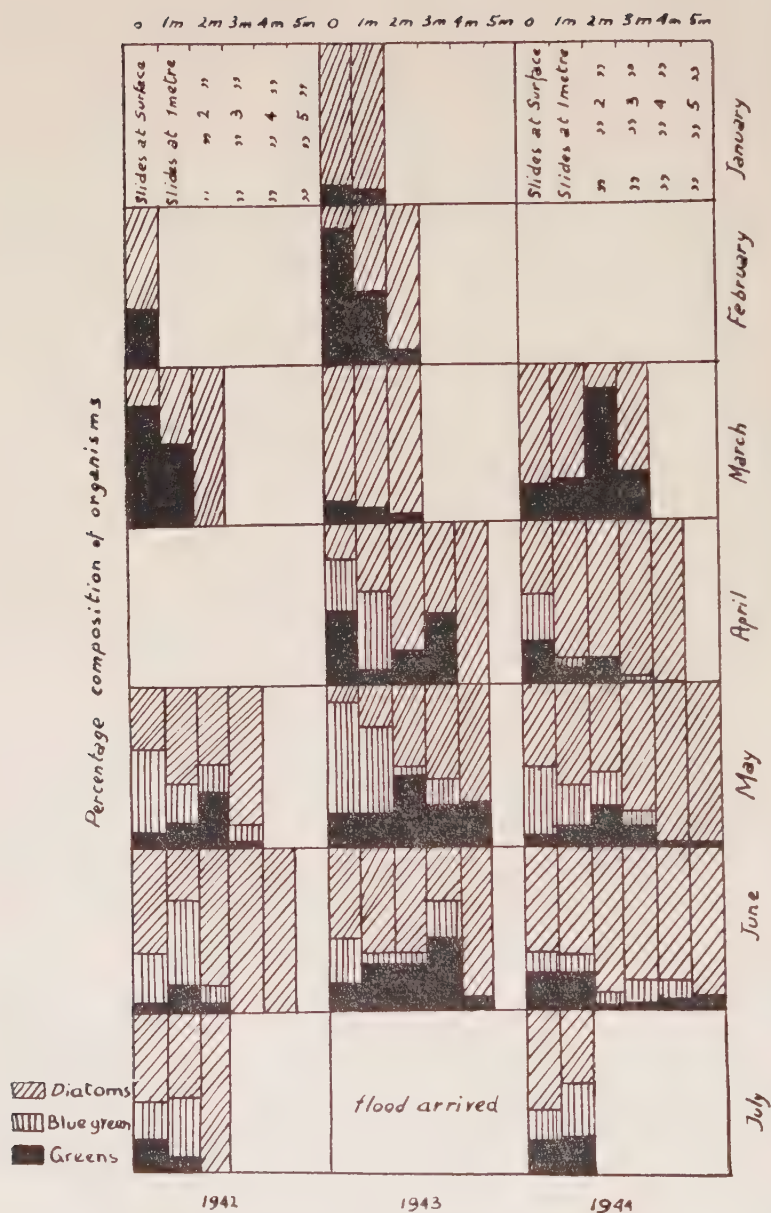 0 1m 2m 3m 4m 5m 0 1m 2m 3m 4m 5m 0 1m 2m 3m 4m 5m
Slides at Surface
Slides at 1 metre
,, ,, 2 ,,
,, ,, 3 ,,
,, ,, 4 ,,
,, ,, 5 ,,
Slides at Surface
Slides at 1 metre
,, ,, 2 ,,
,, ,, 3 ,,
,, ,, 4 ,,
,, ,, 5 ,,
January
February
March
April
May
June
July
Percentage composition of organisms
Diatoms
Blue green
Greens
flood arrived
1942 1943 1944